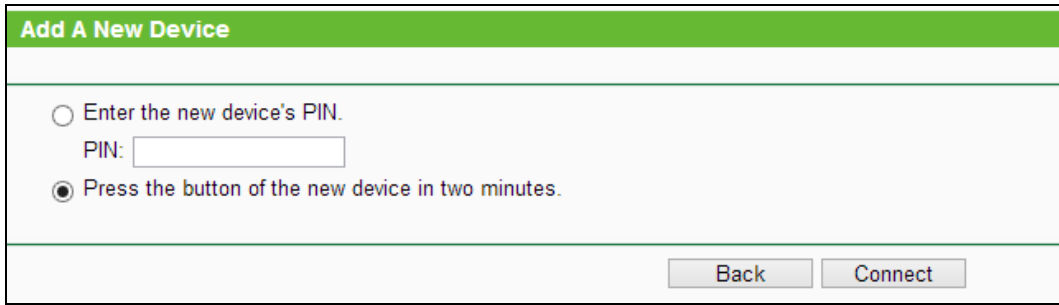 Add A New Device
Enter the new device's PIN.
PIN:
Press the button of the new device in two minutes.
Back Connect